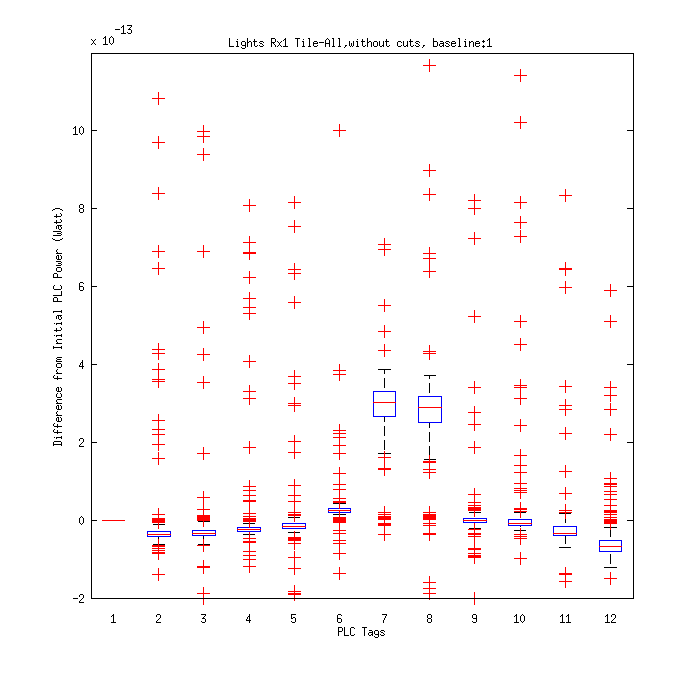 x 10-13
Lights Rx1 Tile-All,without cuts, baseline:1
Difference from Initial PLC Power (Watt)
10
8
6
4
2
0
-2
1 2 3 4 5 6 7 8 9 10 11 12
PLC Tags